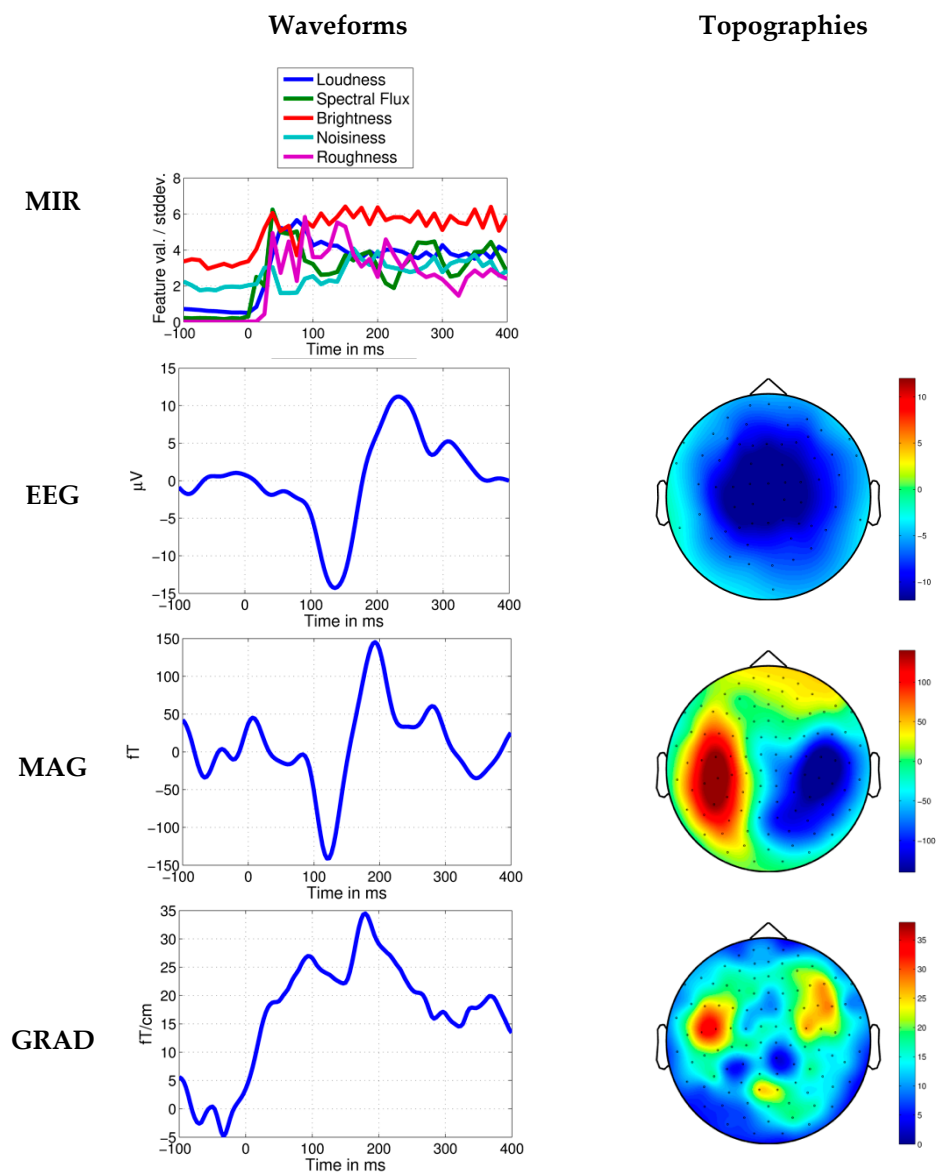 Waveforms
Topographies
Loudness
Spectral Flux
Brightness
Noisiness
Roughness
MIR
Feature val. / stddev.
8
6
4
2
0
−100 0 100 200 300 400
Time in ms
EEG
µV
15
10
5
0
−5
−10
−15
−100 0 100 200 300 400
Time in ms
10
5
0
−5
−10
MAG
fT
150
100
50
0
−50
−100
−150
−100 0 100 200 300 400
Time in ms
100
50
0
−50
−100
GRAD
fT/cm
35
30
25
20
15
10
5
0
−5
−100 0 100 200 300 400
Time in ms
35
30
25
20
15
10
5
0